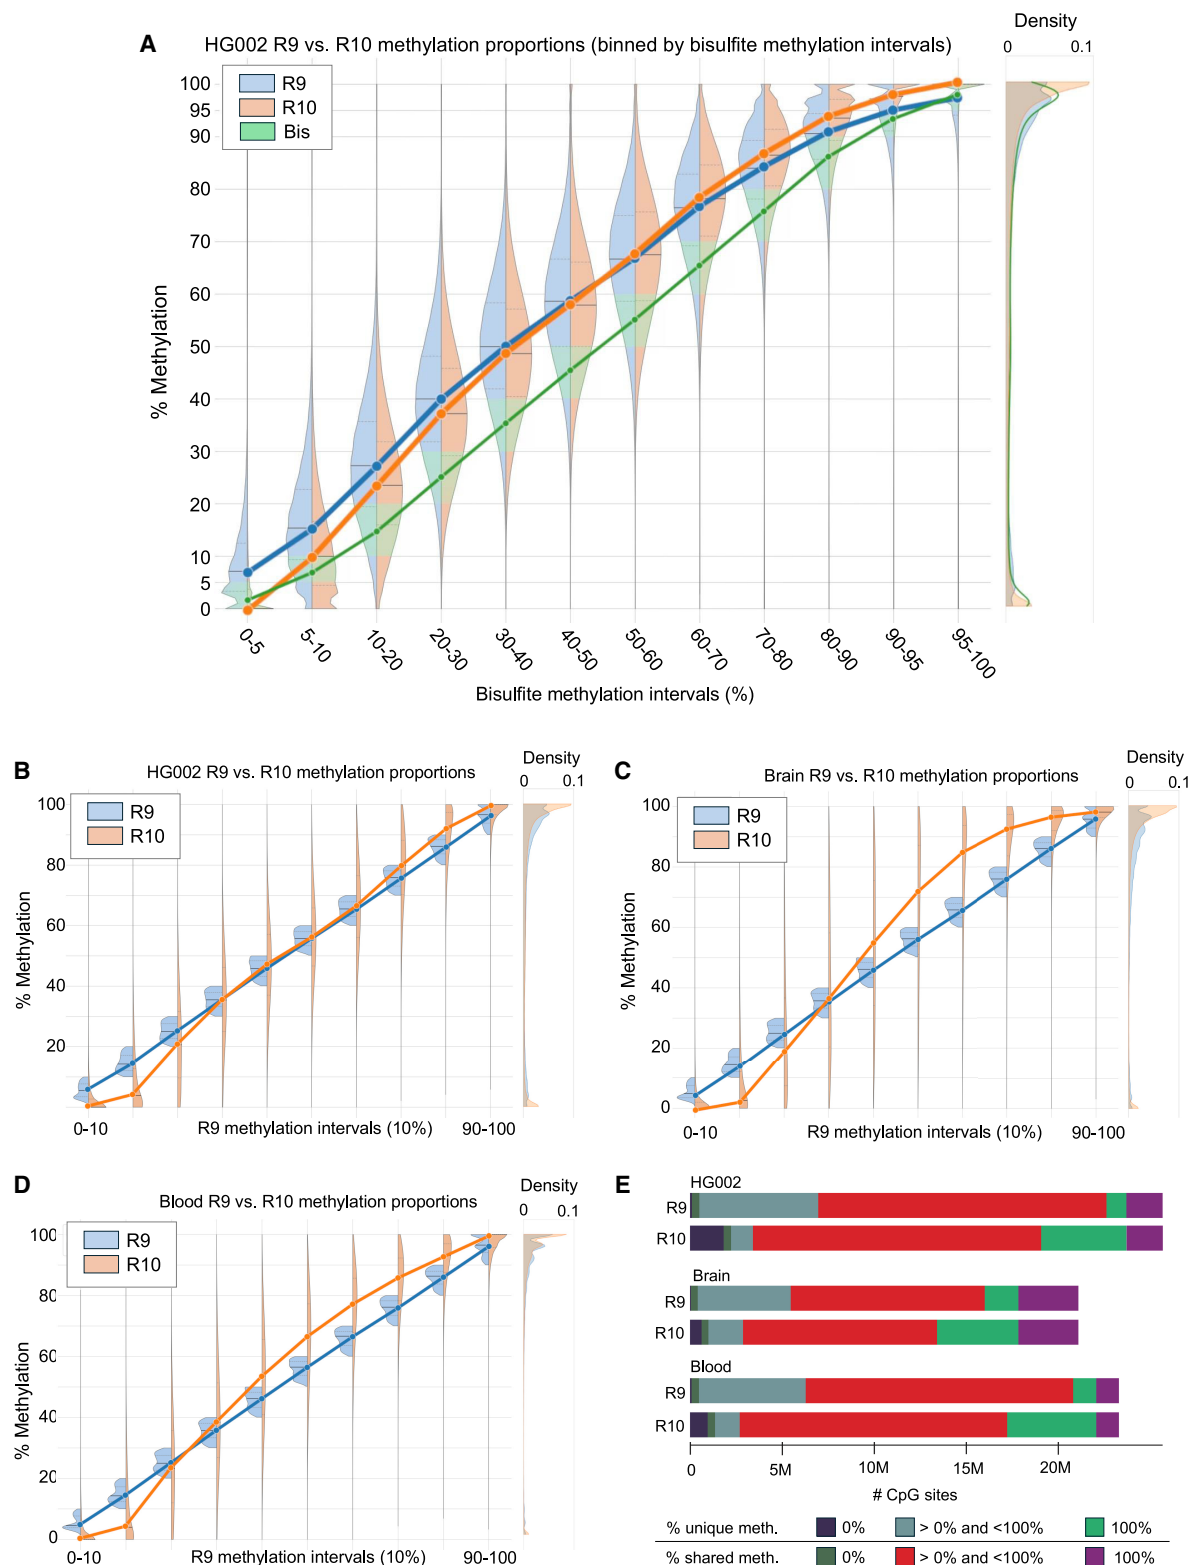 Density
A
HG002 R9 vs. R10 methylation proportions (binned by bisulfite methylation intervals)
0 0.1
R9
R10
Bis
100
95
90
80
70
60
50
40
30
20
10
5
0
% Methylation
0-5
5-10
10-20
20-30
30-40
40-50
50-60
60-70
70-80
80-90
90-95
95-100
Bisulfite methylation intervals (%)
B
HG002 R9 vs. R10 methylation proportions
Density
0 0.1
R9
R10
100
80
60
40
20
% Methylation
0-10
R9 methylation intervals (10%)
90-100
C
Brain R9 vs. R10 methylation proportions
Density
0 0.1
R9
R10
100
80
60
40
20
0
% Methylation
0-10
R9 methylation intervals (10%)
90-100
D
Blood R9 vs. R10 methylation proportions
Density
0 0.1
R9
R10
100
80
60
40
20
0
% Methylation
0-10
R9 methylation intervals (10%)
90-100
E
HG002
R9
R10
Brain
R9
R10
Blood
R9
R10
0 5M 10M 15M 20M
# CpG sites
% unique meth. 0% > 0% and <100% 100%
% shared meth. 0% > 0% and <100% 100%